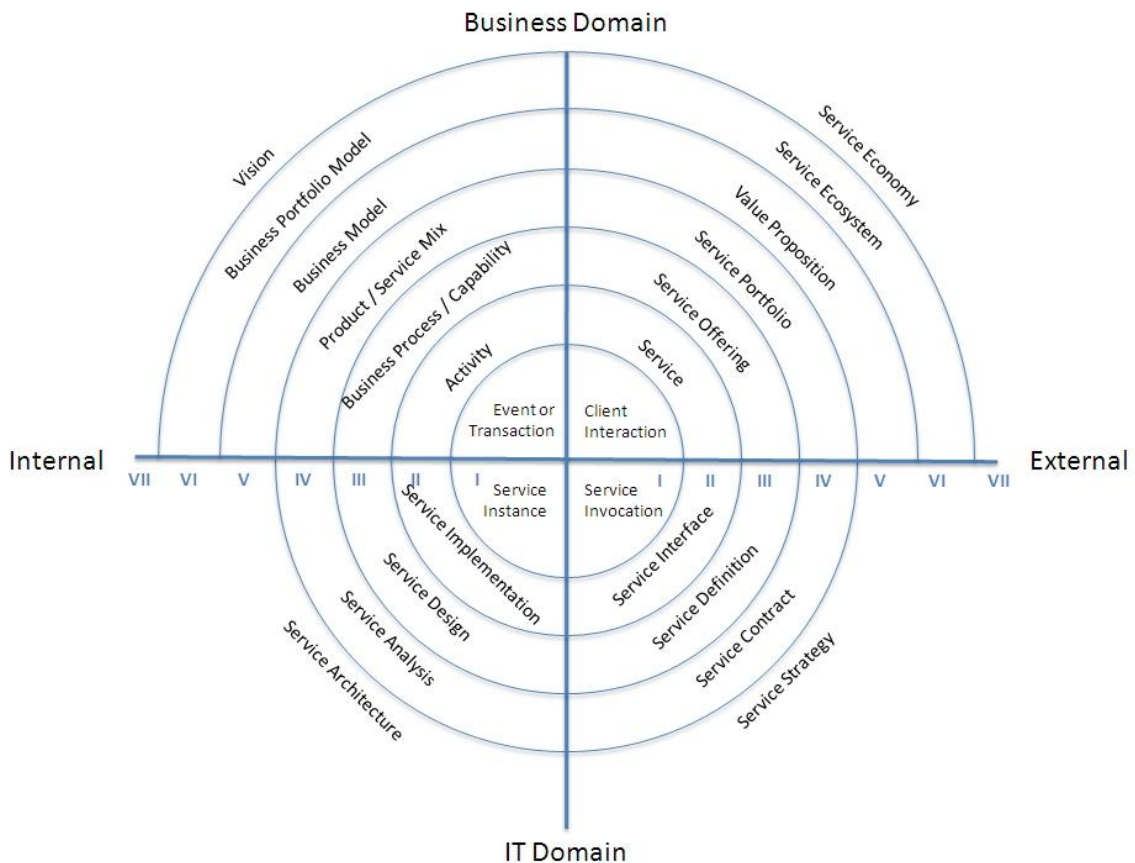 Business Domain
Vision
Business Portfolio Model
Business Model
Product / Service Mix
Business Process / Capability
Activity
Event or
Transaction
Service Economy
Service Ecosystem
Value Proposition
Service Portfolio
Service Offering
Service
Client
Interaction
Internal
External
VII VI V IV III II I
I II III IV V VI VII
Service
Instance
Service Implementation
Service Design
Service Analysis
Service Architecture
Service
Invocation
Service Interface
Service Definition
Service Contract
Service Strategy
IT Domain